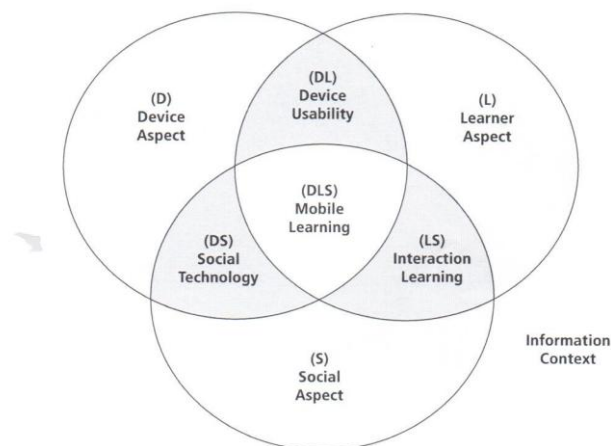 (DL)
Device
Usability
(D)
Device
Aspect
(L)
Learner
Aspect
(DLS)
Mobile
Learning
(DS)
Social
Technology
(LS)
Interaction
Learning
(S)
Social
Aspect
Information
Context